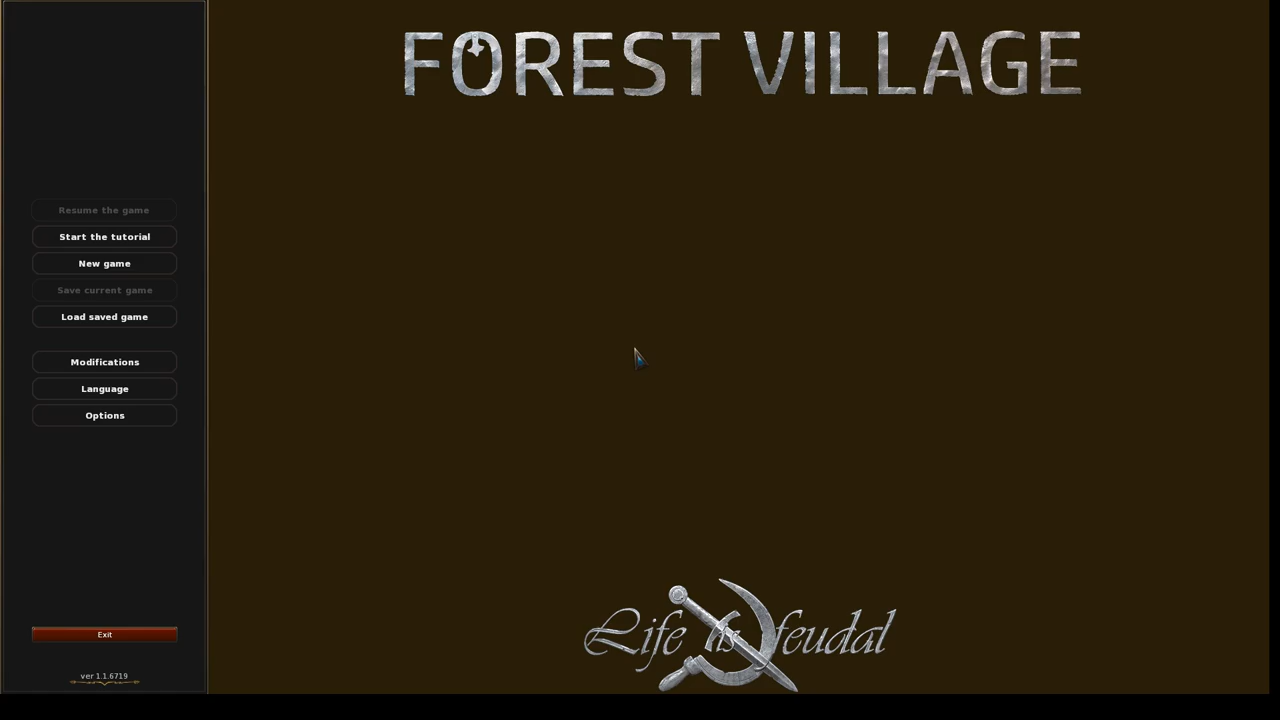 FOREST VILLAGE
Resume the game
Start the tutorial
New game
Save current game
Load saved game
Modifications
Language
Options
Exit
ver 1.1.6719
Life is feudal